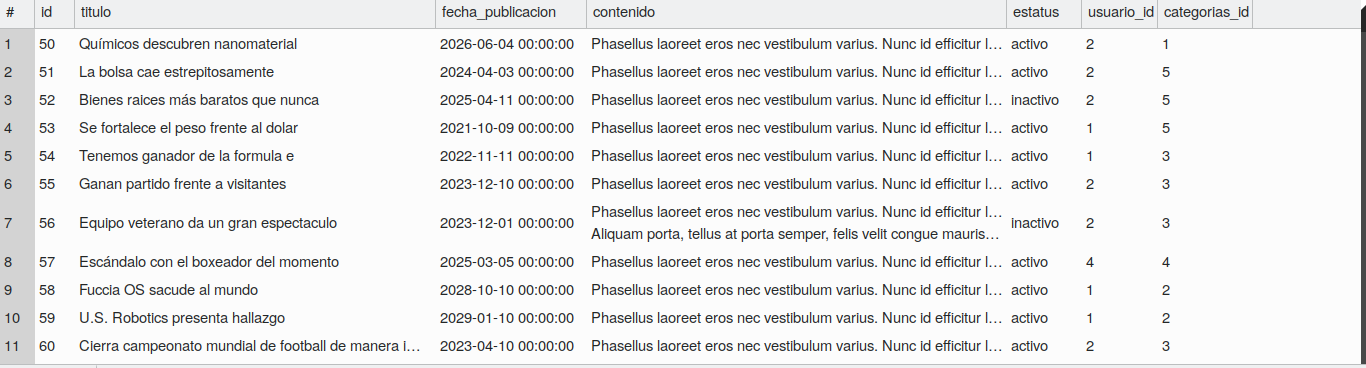 # id titulo fecha_publicacion contenido estatus usuario_id categorias_id
1 50 Químicos descubren nanomaterial 2026-06-04 00:00:00 Phasellus laoreet eros nec vestibulum varius. Nunc id efficitur l… activo 2 1
2 51 La bolsa cae estrepitosamente 2024-04-03 00:00:00 Phasellus laoreet eros nec vestibulum varius. Nunc id efficitur l… activo 2 5
3 52 Bienes raices más baratos que nunca 2025-04-11 00:00:00 Phasellus laoreet eros nec vestibulum varius. Nunc id efficitur l… inactivo 2 5
4 53 Se fortalece el peso frente al dolar 2021-10-09 00:00:00 Phasellus laoreet eros nec vestibulum varius. Nunc id efficitur l… activo 1 5
5 54 Tenemos ganador de la formula e 2022-11-11 00:00:00 Phasellus laoreet eros nec vestibulum varius. Nunc id efficitur l… activo 1 3
6 55 Ganan partido frente a visitantes 2023-12-10 00:00:00 Phasellus laoreet eros nec vestibulum varius. Nunc id efficitur l… activo 2 3
7 56 Equipo veterano da un gran espectaculo 2023-12-01 00:00:00 Phasellus laoreet eros nec vestibulum varius. Nunc id efficitur l… inactivo 2 3
Aliquam porta, tellus at porta semper, felis velit congue mauris…
8 57 Escándalo con el boxeador del momento 2025-03-05 00:00:00 Phasellus laoreet eros nec vestibulum varius. Nunc id efficitur l… activo 4 4
9 58 Fuccia OS sacude al mundo 2028-10-10 00:00:00 Phasellus laoreet eros nec vestibulum varius. Nunc id efficitur l… activo 1 2
10 59 U.S. Robotics presenta hallazgo 2029-01-10 00:00:00 Phasellus laoreet eros nec vestibulum varius. Nunc id efficitur l… activo 1 2
11 60 Cierra campeonato mundial de football de manera i… 2023-04-10 00:00:00 Phasellus laoreet eros nec vestibulum varius. Nunc id efficitur l… activo 2 3